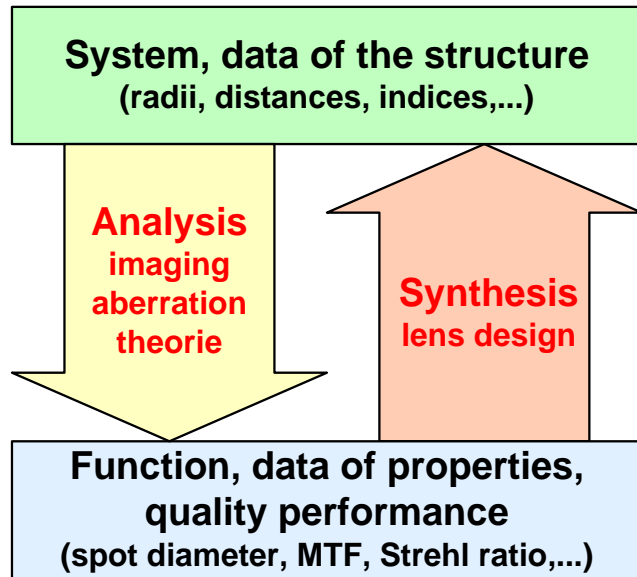 System, data of the structure
(radii, distances, indices,...)
Analysis
imaging
aberration
theorie
Synthesis
lens design
Function, data of properties,
quality performance
(spot diameter, MTF, Strehl ratio,...)